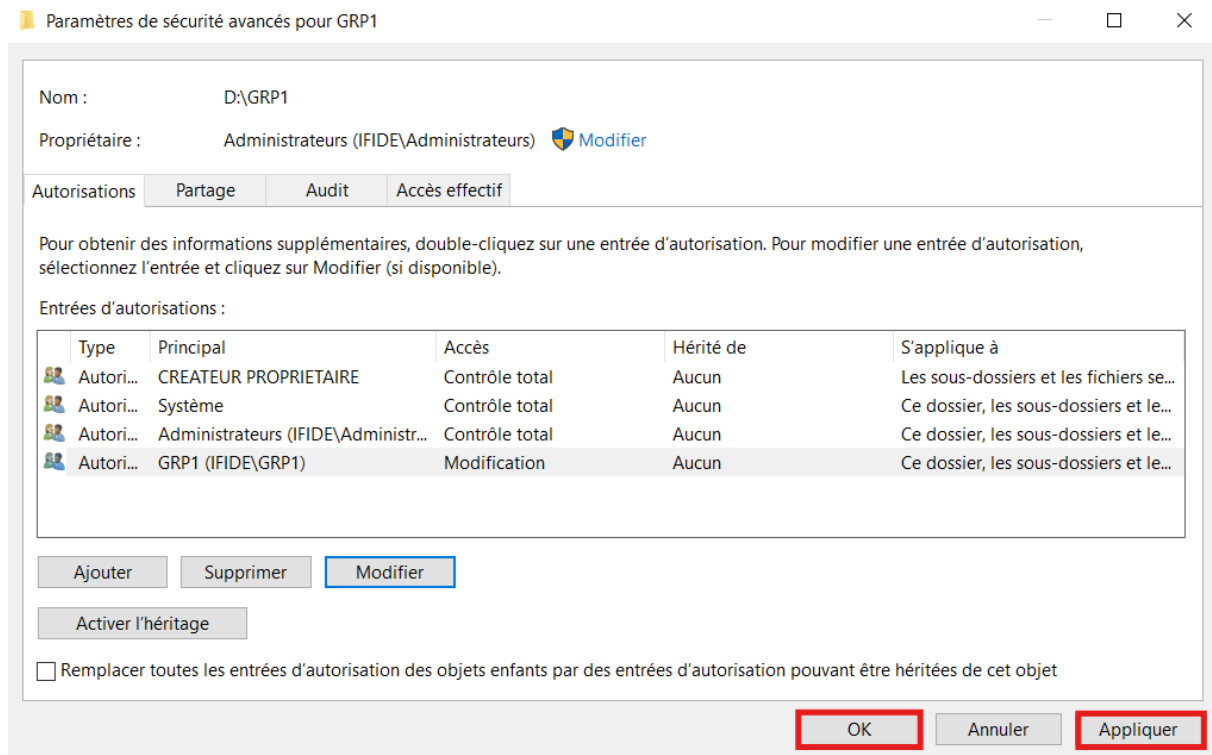 Paramètres de sécurité avancés pour GRP1
Nom : D:\GRP1
Propriétaire : Administrateurs (IFIDE\Administrateurs) Modifier
Autorisations Partage Audit Accès effectif
Pour obtenir des informations supplémentaires, double-cliquez sur une entrée d’autorisation. Pour modifier une entrée d’autorisation,
sélectionnez l’entrée et cliquez sur Modifier (si disponible).
Entrées d’autorisations :
Type Principal Accès Hérité de S’applique à
Autori... CREATEUR PROPRIETAIRE Contrôle total Aucun Les sous-dossiers et les fichiers se...
Autori... Système Contrôle total Aucun Ce dossier, les sous-dossiers et le...
Autori... Administrateurs (IFIDE\Administr... Contrôle total Aucun Ce dossier, les sous-dossiers et le...
Autori... GRP1 (IFIDE\GRP1) Modification Aucun Ce dossier, les sous-dossiers et le...
Ajouter Supprimer Modifier
Activer l’héritage
Remplacer toutes les entrées d’autorisation des objets enfants par des entrées d’autorisation pouvant être héritées de cet objet
OK Annuler Appliquer